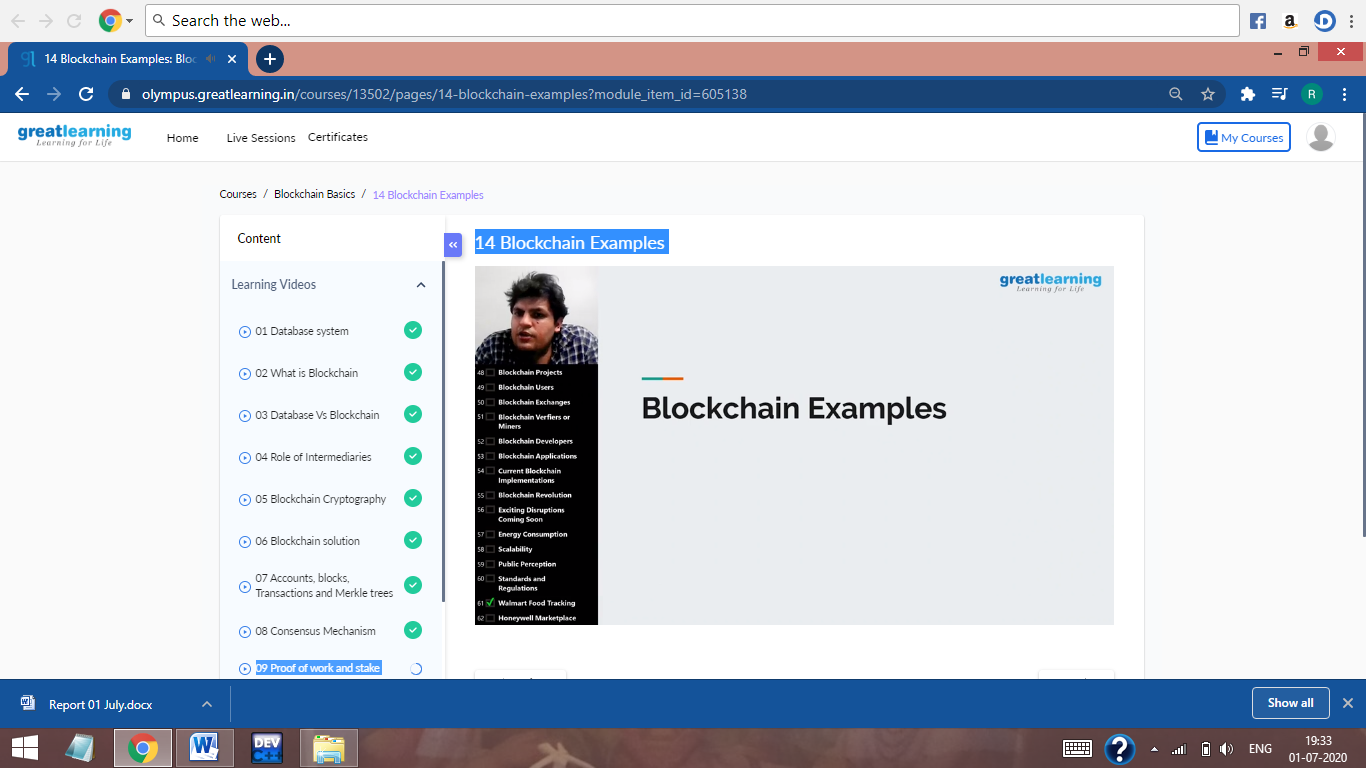 Search the web...
14 Blockchain Examples: Bloc
olympus.greatlearning.in/courses/13502/pages/14-blockchain-examples?module_item_id=605138
R
greatlearning
Learning for Life
Home
Live Sessions
Certificates
My Courses
Courses / Blockchain Basics / 14 Blockchain Examples
Content
Learning Videos
01 Database system
02 What is Blockchain
03 Database Vs Blockchain
04 Role of Intermediaries
05 Blockchain Cryptography
06 Blockchain solution
07 Accounts, blocks,
Transactions and Merkle trees
08 Consensus Mechanism
09 Proof of work and stake
14 Blockchain Examples
48 Blockchain Projects
49 Blockchain Users
50 Blockchain Exchanges
51 Blockchain Verfiers or
Miners
52 Blockchain Developers
53 Blockchain Applications
54 Current Blockchain
Implementations
55 Blockchain Revolution
56 Exciting Disruptions
Coming Soon
57 Energy Consumption
58 Scalability
59 Public Perception
60 Standards and
Regulations
61 Walmart Food Tracking
62 Honeywell Marketplace
greatlearning
Learning for Life
Blockchain Examples
Report 01 July.docx
Show all
DEV
C++
ENG
19:33
01-07-2020